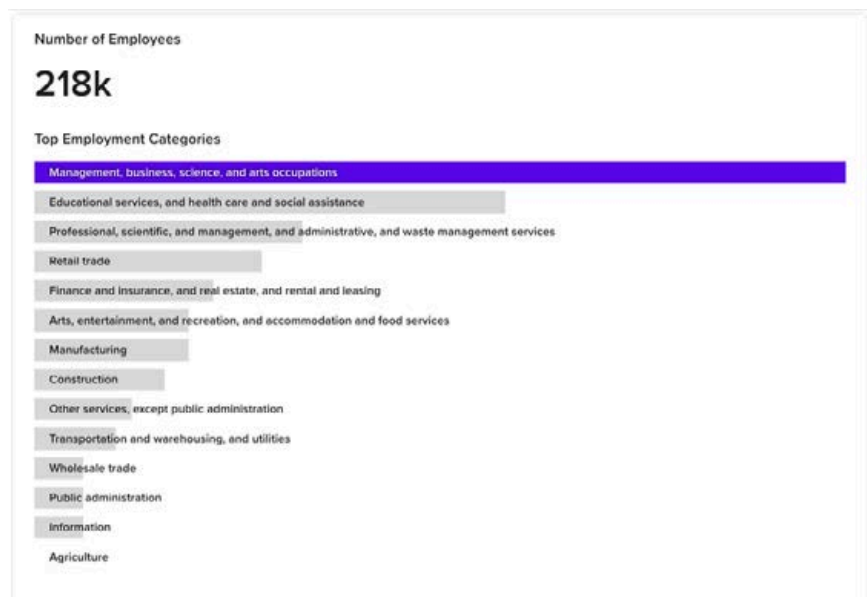 Number of Employees
218k
Top Employment Categories
Management, business, science, and arts occupations
Educational services, and health care and social assistance
Professional, scientific, and management, and administrative, and waste management services
Retail trade
Finance and insurance, and real estate, and rental and leasing
Arts, entertainment, and recreation, and accommodation and food services
Manufacturing
Construction
Other services, except public administration
Transportation and warehousing, and utilities
Wholesale trade
Public administration
Information
Agriculture